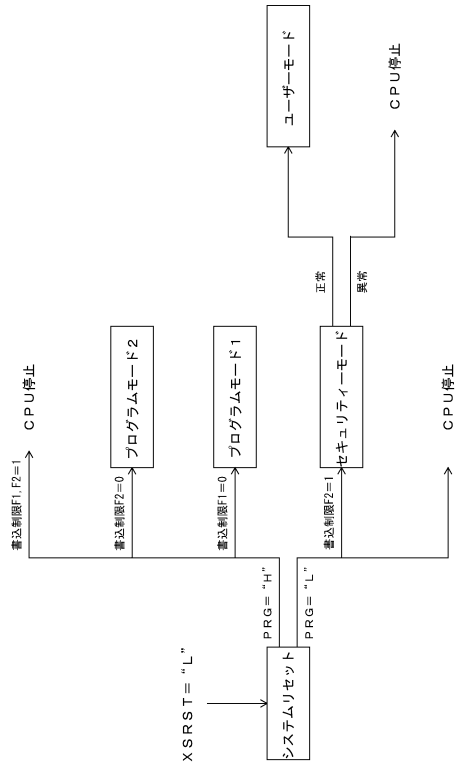 XSRST=“L”
システムリセット
PRG=“H”
PRG=“L”
書込制限F1,F2=1
CPU停止
書込制限F2=0
プログラムモード2
書込制限F1=0
プログラムモード1
書込制限F2=1
セキュリティーモード
CPU停止
正常
異常
ユーザーモード
CPU停止